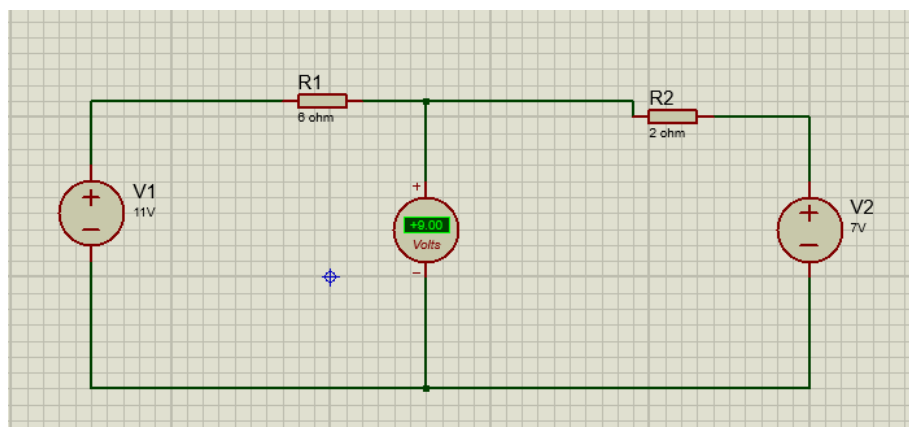 R1
6 ohm
R2
2 ohm
V1
11V
+
−
+
+9.00
Volts
−
V2
7V
+
−